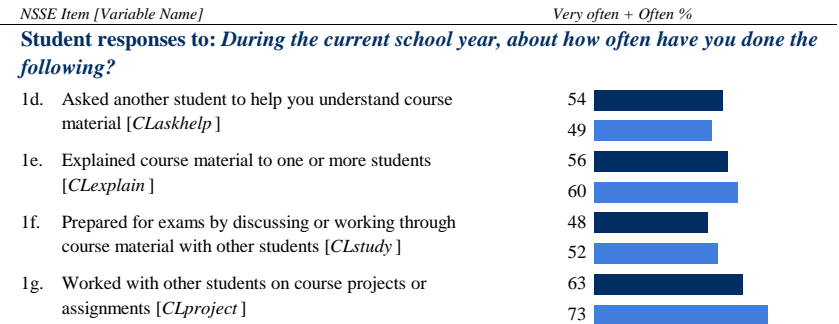 NSSE Item [Variable Name] Very often + Often %
Student responses to: During the current school year, about how often have you done the
following?
1d. Asked another student to help you understand course 54
material [CLaskhelp ] 49
1e. Explained course material to one or more students 56
[CLexplain ] 60
1f. Prepared for exams by discussing or working through 48
course material with other students [CLstudy ] 52
1g. Worked with other students on course projects or 63
assignments [CLproject ] 73